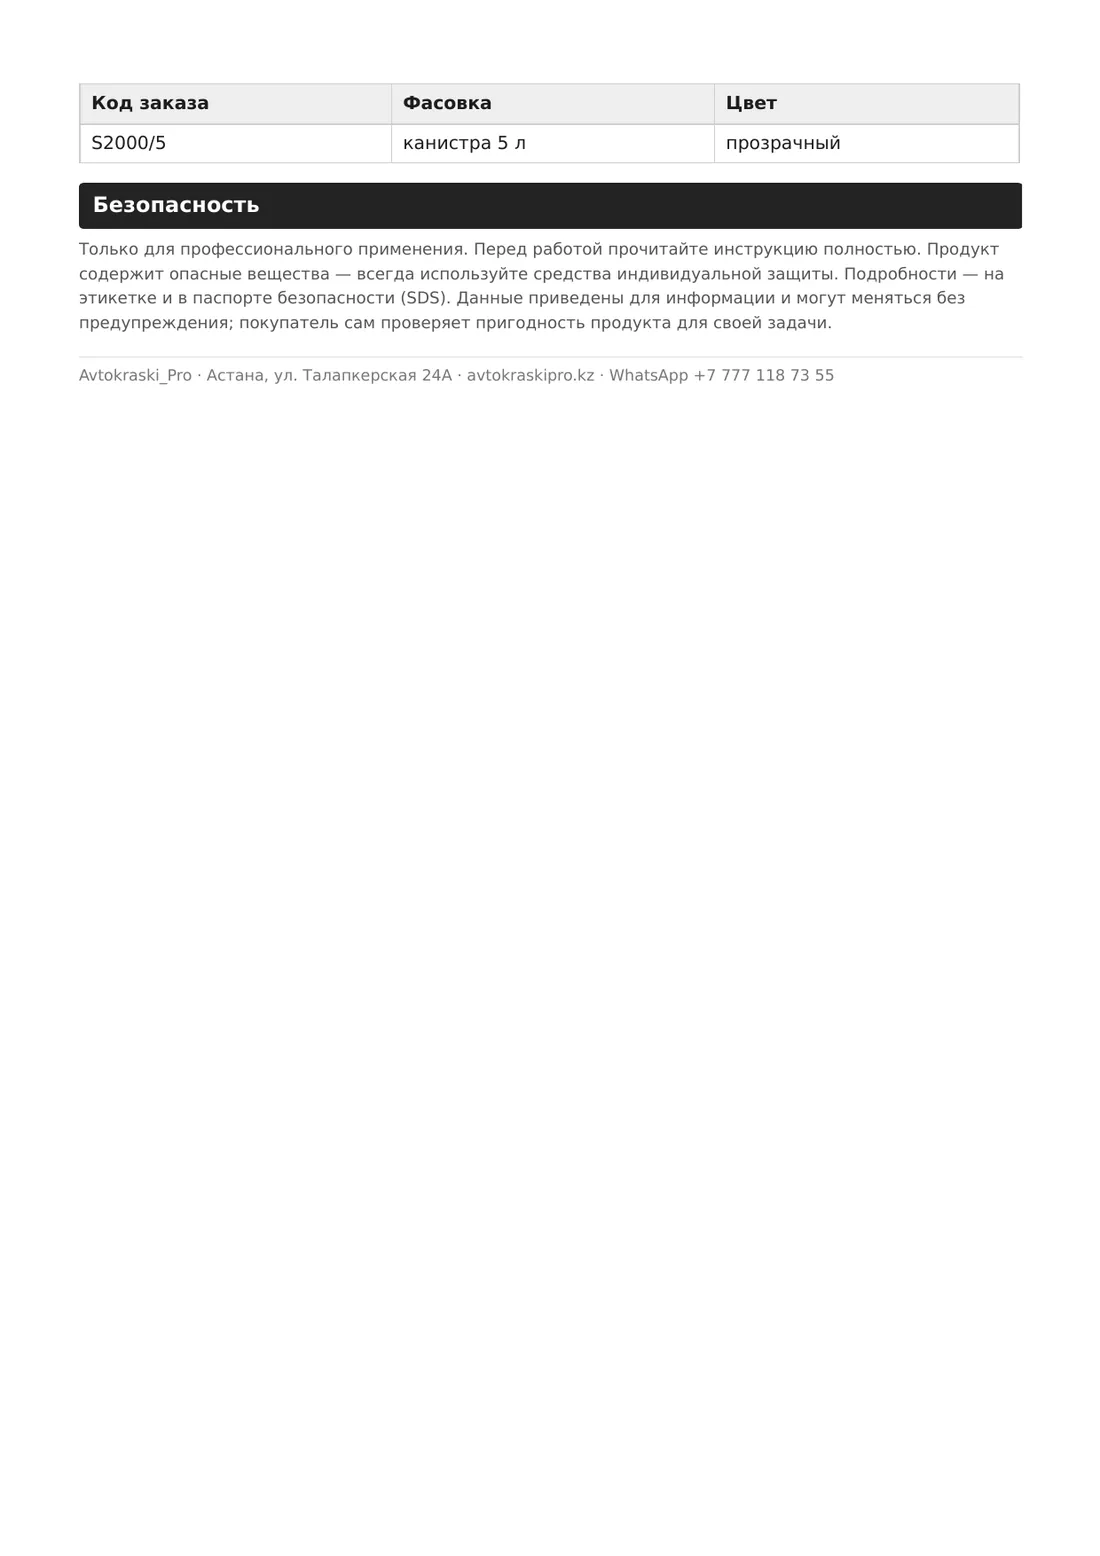 Код заказа Фасовка Цвет
S2000/5 канистра 5 л прозрачный
Безопасность
Только для профессионального применения. Перед работой прочитайте инструкцию полностью. Продукт
содержит опасные вещества — всегда используйте средства индивидуальной защиты. Подробности — на
этикетке и в паспорте безопасности (SDS). Данные приведены для информации и могут меняться без
предупреждения; покупатель сам проверяет пригодность продукта для своей задачи.
Avtokraski_Pro · Астана, ул. Талапкерская 24А · avtokraskipro.kz · WhatsApp +7 777 118 73 55